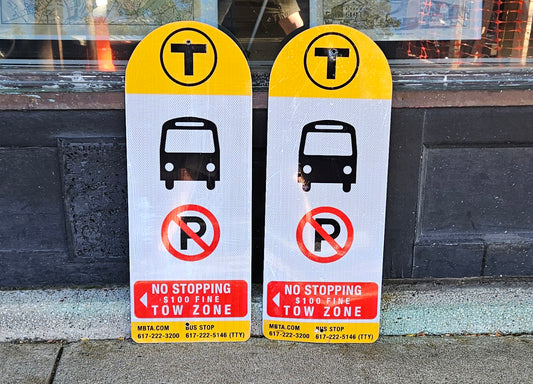 T
P
NO STOPPING
$100 FINE
TOW ZONE
MBTA.COM BUS STOP
617-222-3200 617-222-5146 (TTY)
T
P
NO STOPPING
$100 FINE
TOW ZONE
MBTA.COM BUS STOP
617-222-3200 617-222-5146 (TTY)